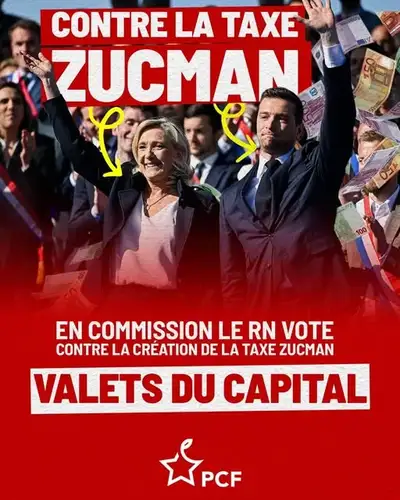 CONTRE LA TAXE
ZUCMAN
EN COMMISSION LE RN VOTE
CONTRE LA CRÉATION DE LA TAXE ZUCMAN
VALETS DU CAPITAL
PCF